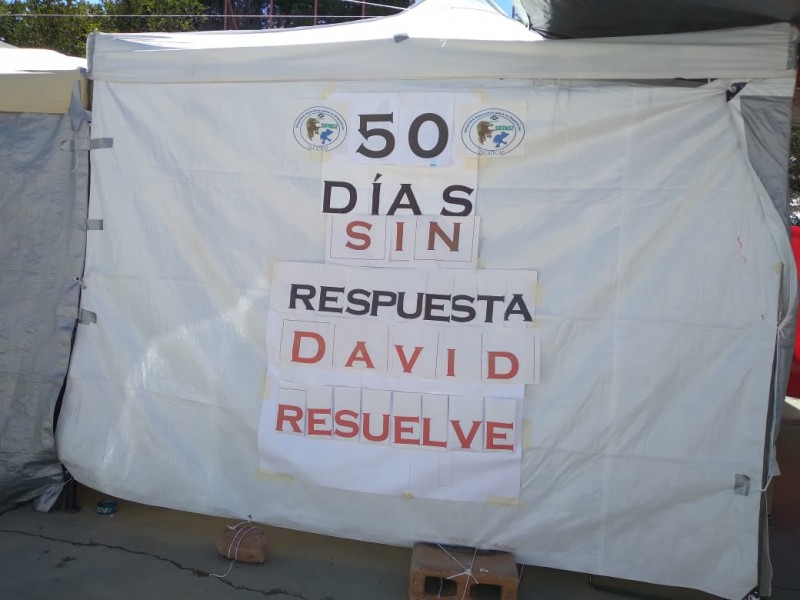 50
DÍAS
SIN
RESPUESTA
DAVID
RESUELVE